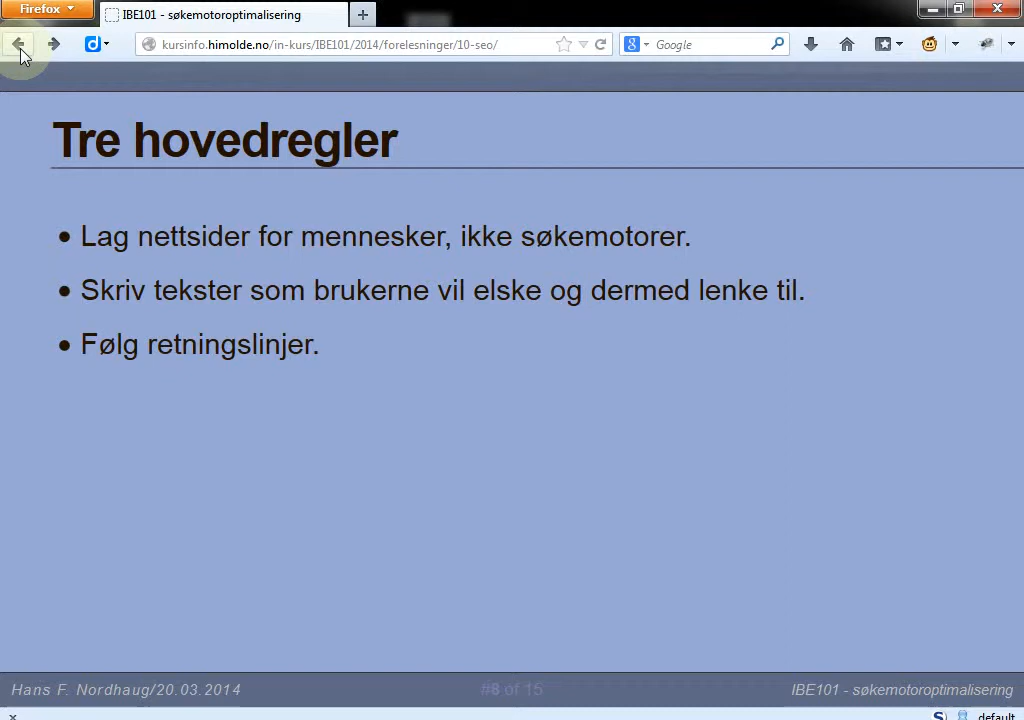 Firefox
IBE101 - søkemotoroptimalisering
kursinfo.himolde.no/in-kurs/IBE101/2014/forelesninger/10-seo/
Google
Tre hovedregler
• Lag nettsider for mennesker, ikke søkemotorer.
• Skriv tekster som brukerne vil elske og dermed lenke til.
• Følg retningslinjer.
Hans F. Nordhaug/20.03.2014
#8 of 15
IBE101 - søkemotoroptimalisering
default